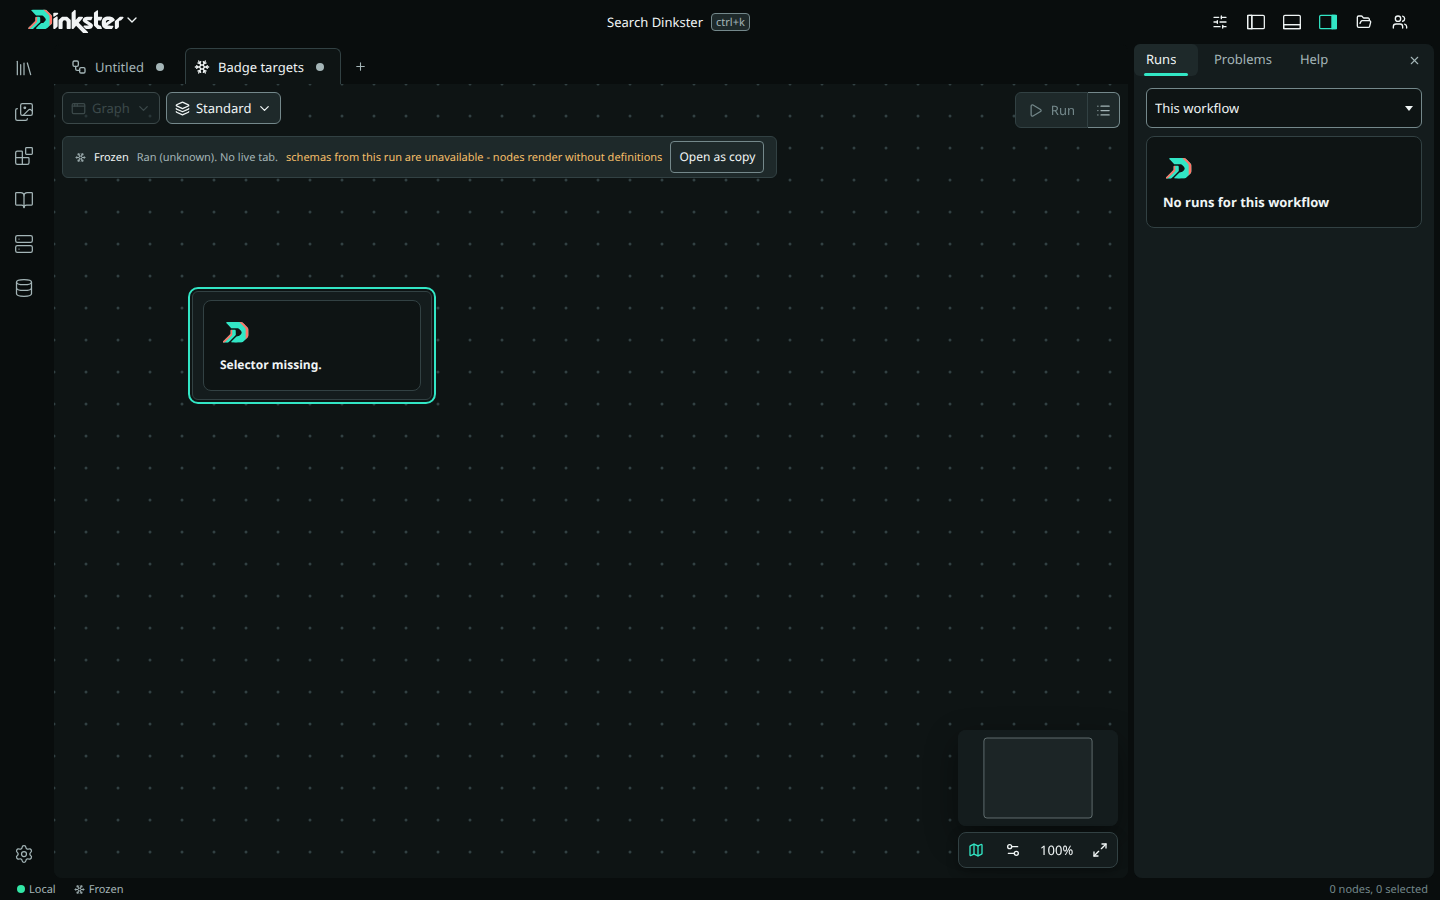 Dinkster
Search Dinkster ctrl+k
Untitled
Badge targets
Runs
Problems
Help
Graph
Standard
Run
This workflow
Frozen Ran (unknown). No live tab. schemas from this run are unavailable - nodes render without definitions Open as copy
No runs for this workflow
Selector missing.
100%
Local
Frozen
0 nodes, 0 selected